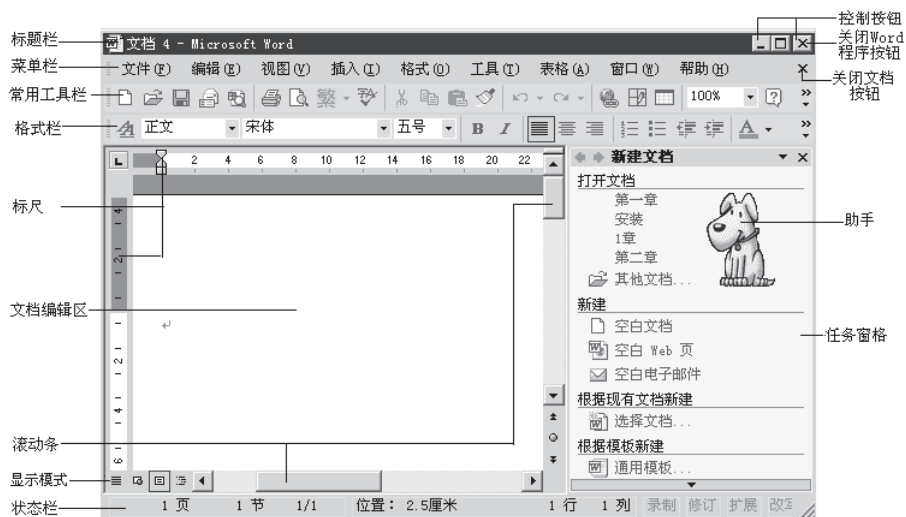 控制按钮
标题栏
文档 4 - Microsoft Word
关闭Word
程序按钮
菜单栏
文件(F) 编辑(E) 视图(V) 插入(I) 格式(O) 工具(T) 表格(A) 窗口(W) 帮助(H)
关闭文档
按钮
常用工具栏
繁
100%
格式栏
正文 宋体 五号 B I A
L 2 4 6 8 10 12 14 16 18 20 22
新建文档
打开文档
第一章
标尺
安装
助手
1章
第二章
其他文档...
新建
文档编辑区
空白文档
任务窗格
空白 Web 页
空白电子邮件
根据现有文档新建
选择文档...
滚动条
根据模板新建
通用模板...
显示模式
状态栏
1 页 1 节 1/1 位置: 2.5厘米 1 行 1 列 录制 修订 扩展 改写
4
2
2
4
6